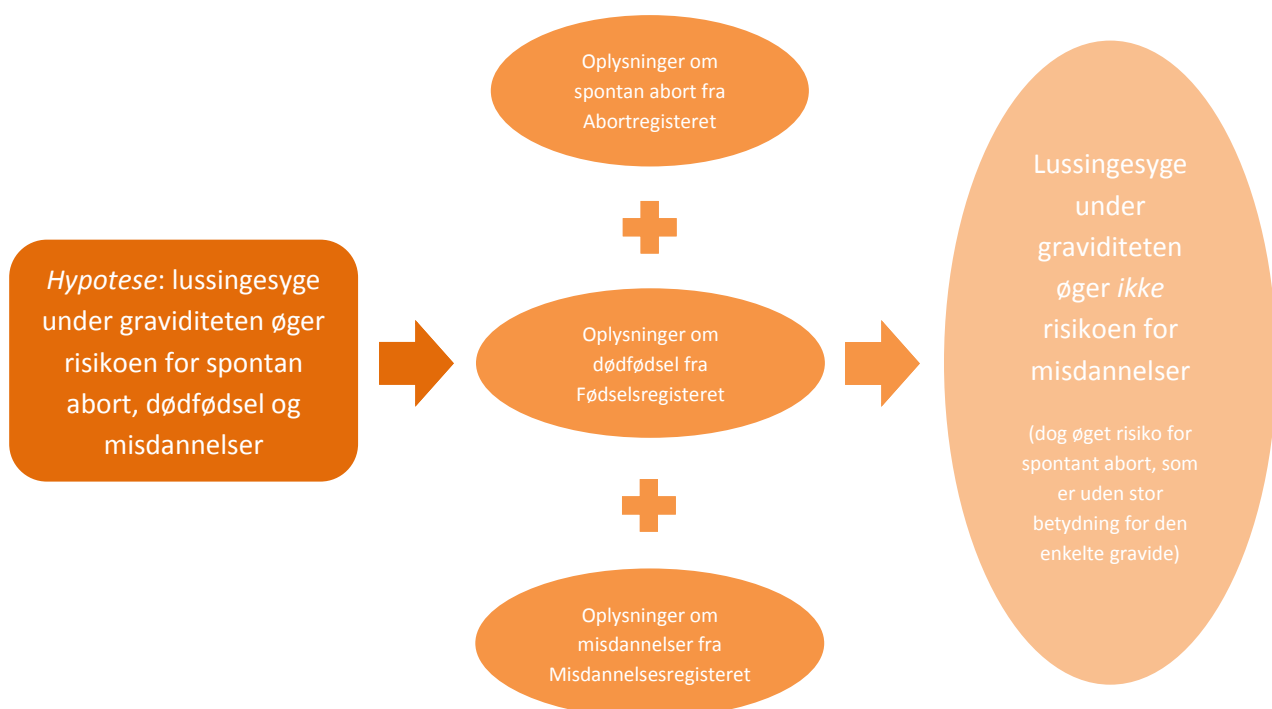 Hypotese: lussingesyge
under graviditeten øger
risikoen for spontan
abort, dødfødsel og
misdannelser
Oplysninger om
spontan abort fra
Abortregisteret
Oplysninger om
dødfødsel fra
Fødselsregisteret
Oplysninger om
misdannelser fra
Misdannelsesregisteret
Lussingesyge
under
graviditeten
øger ikke
risikoen for
misdannelser
(dog øget risiko for
spontant abort, som
er uden stor
betydning for den
enkelte gravide)